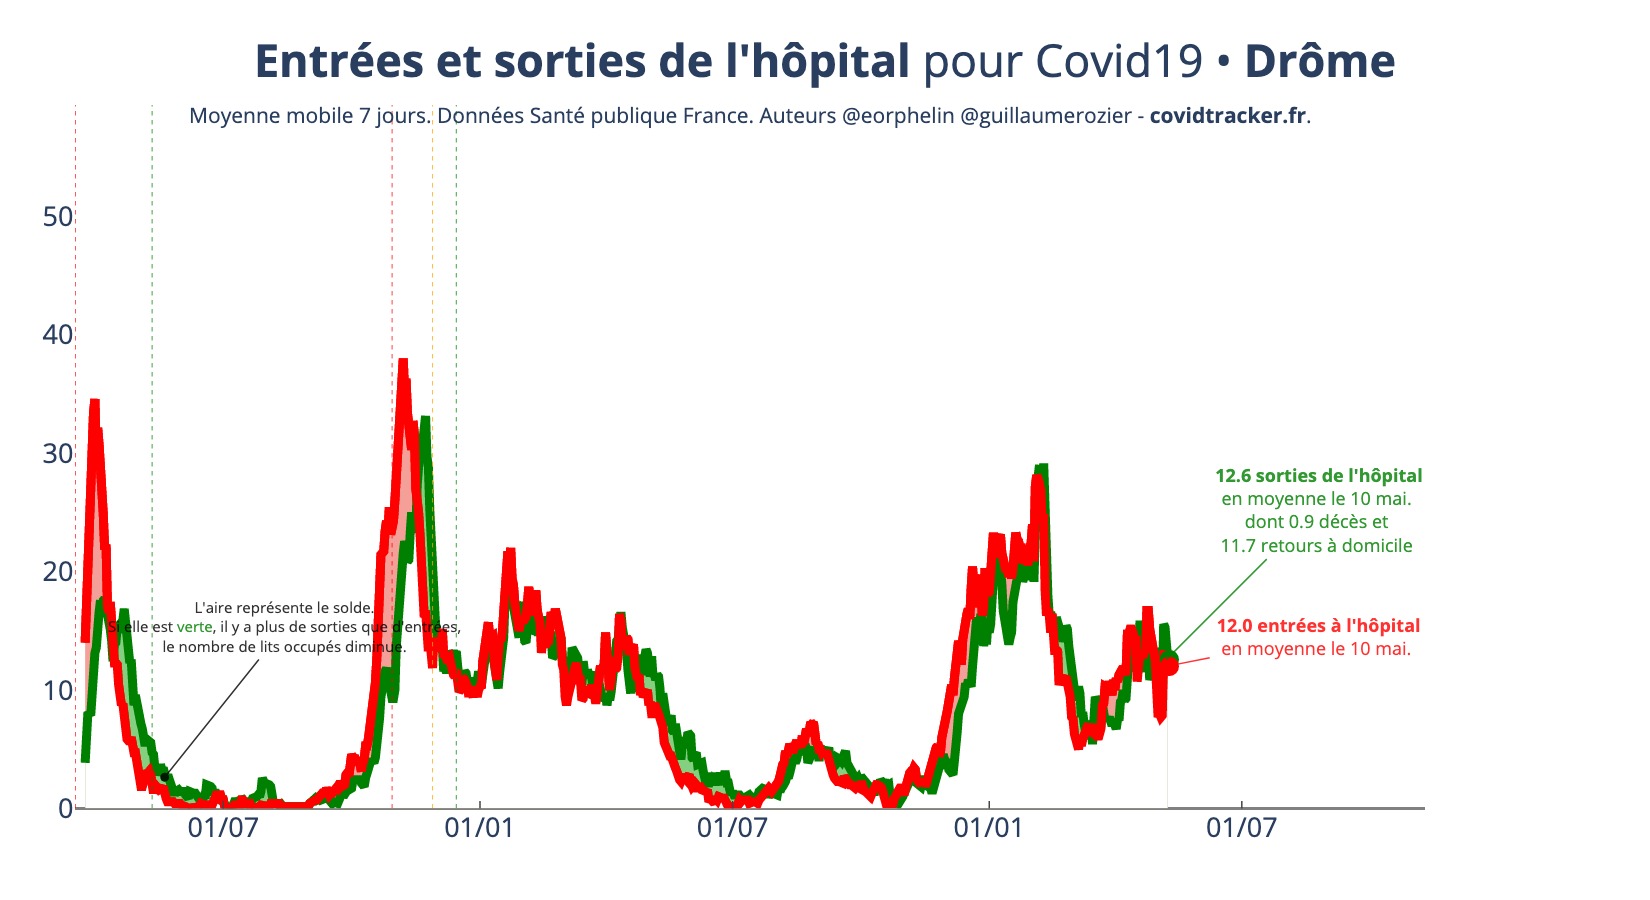 Entrées et sorties de l'hôpital pour Covid19 • Drôme
Moyenne mobile 7 jours. Données Santé publique France. Auteurs @eorphelin @guillaumerozier - covidtracker.fr.
50
40
30
20
10
0
L'aire représente le solde.
Si elle est verte, il y a plus de sorties que d'entrées,
le nombre de lits occupés diminue.
12.6 sorties de l'hôpital
en moyenne le 10 mai.
dont 0.9 décès et
11.7 retours à domicile
12.0 entrées à l'hôpital
en moyenne le 10 mai.
01/07
01/01
01/07
01/01
01/07